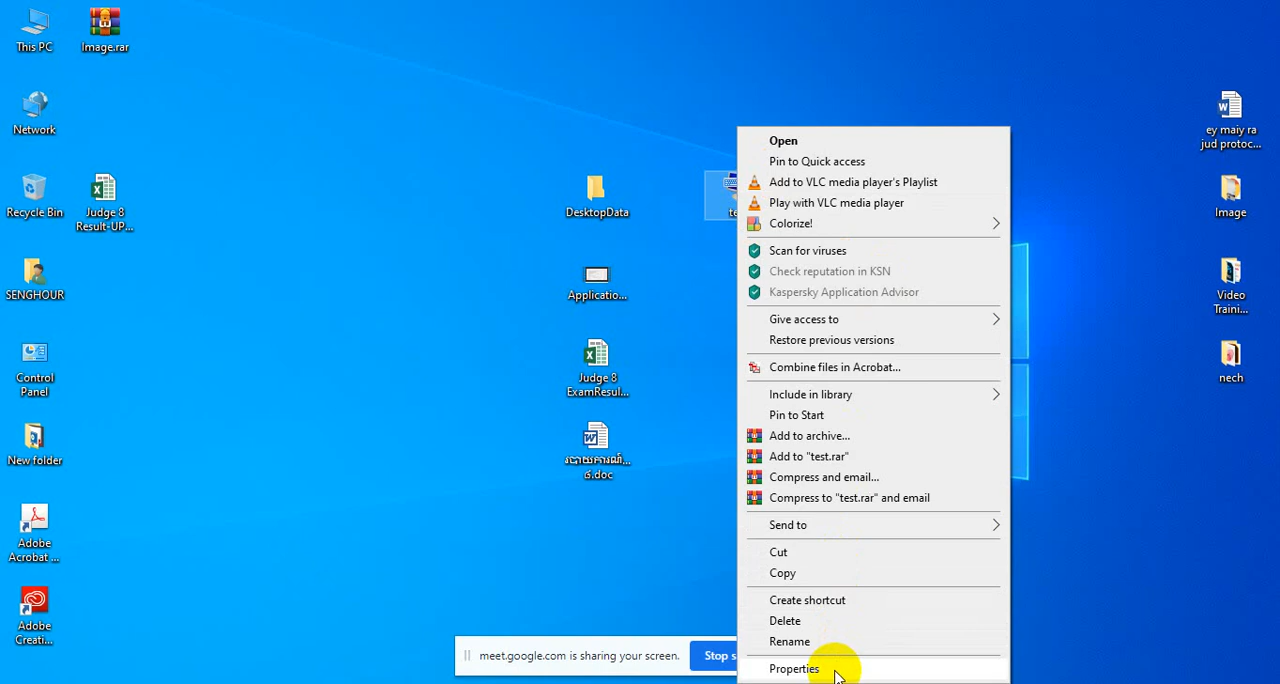 This PC
Image.rar
Network
Recycle Bin
Judge 8
Result-UP...
SENGHOUR
Control
Panel
New folder
Adobe
Acrobat ...
Adobe
Creati...
DesktopData
Applicatio...
Judge 8
ExamResul...
te
Open
Pin to Quick access
Add to VLC media player's Playlist
Play with VLC media player
Colorize!
Scan for viruses
Check reputation in KSN
Kaspersky Application Advisor
Give access to
Restore previous versions
Combine files in Acrobat...
Include in library
Pin to Start
Add to archive...
Add to "test.rar"
Compress and email...
Compress to "test.rar" and email
Send to
Cut
Copy
Create shortcut
Delete
Rename
Properties
meet.google.com is sharing your screen.
Stop s
ey maiy ra
jud protoc...
Image
Video
Traini...
nech